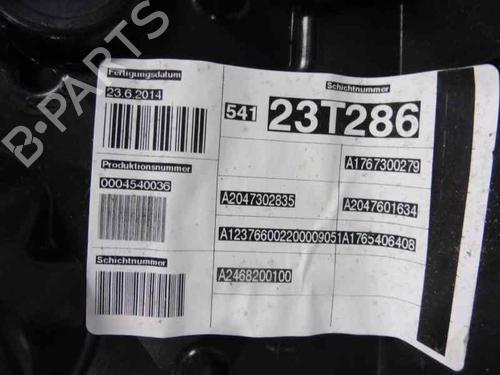 B-PARTS
Fertigungsdatum
23.6.2014
Schichtnummer
541 23T286
A1767300279
Produktionsnummer
0004540036
A2047302835 A2047601634
A123766002200009051A1765406408
Schichtnummer
A2468200100